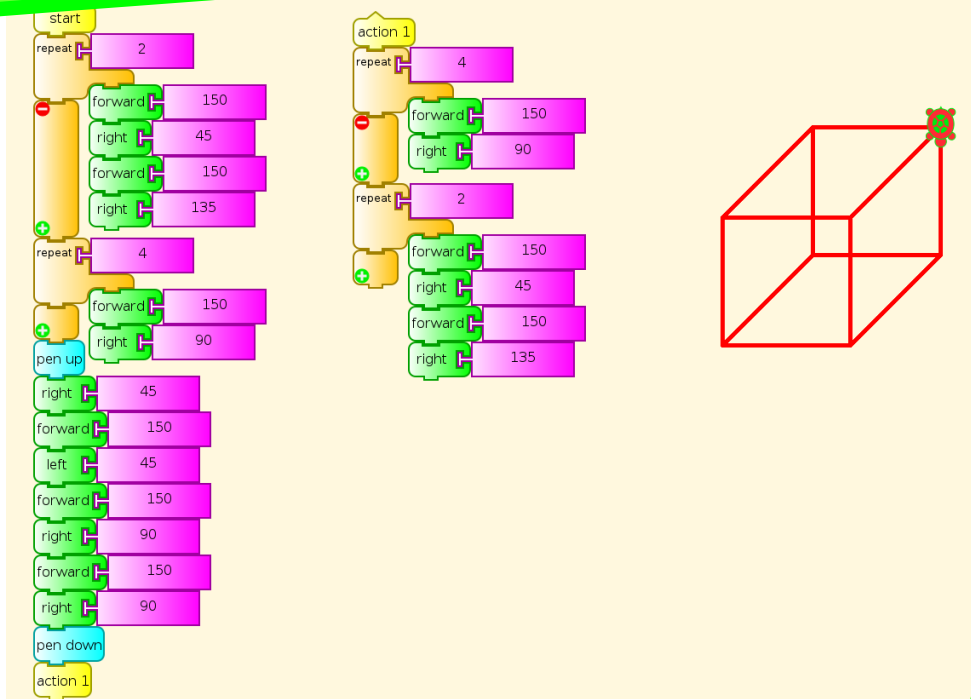 start
repeat 2
forward 150
right 45
forward 150
right 135
repeat 4
forward 150
right 90
pen up
right 45
forward 150
left 45
forward 150
right 90
forward 150
right 90
pen down
action 1
action 1
repeat 4
forward 150
right 90
repeat 2
forward 150
right 45
forward 150
right 135